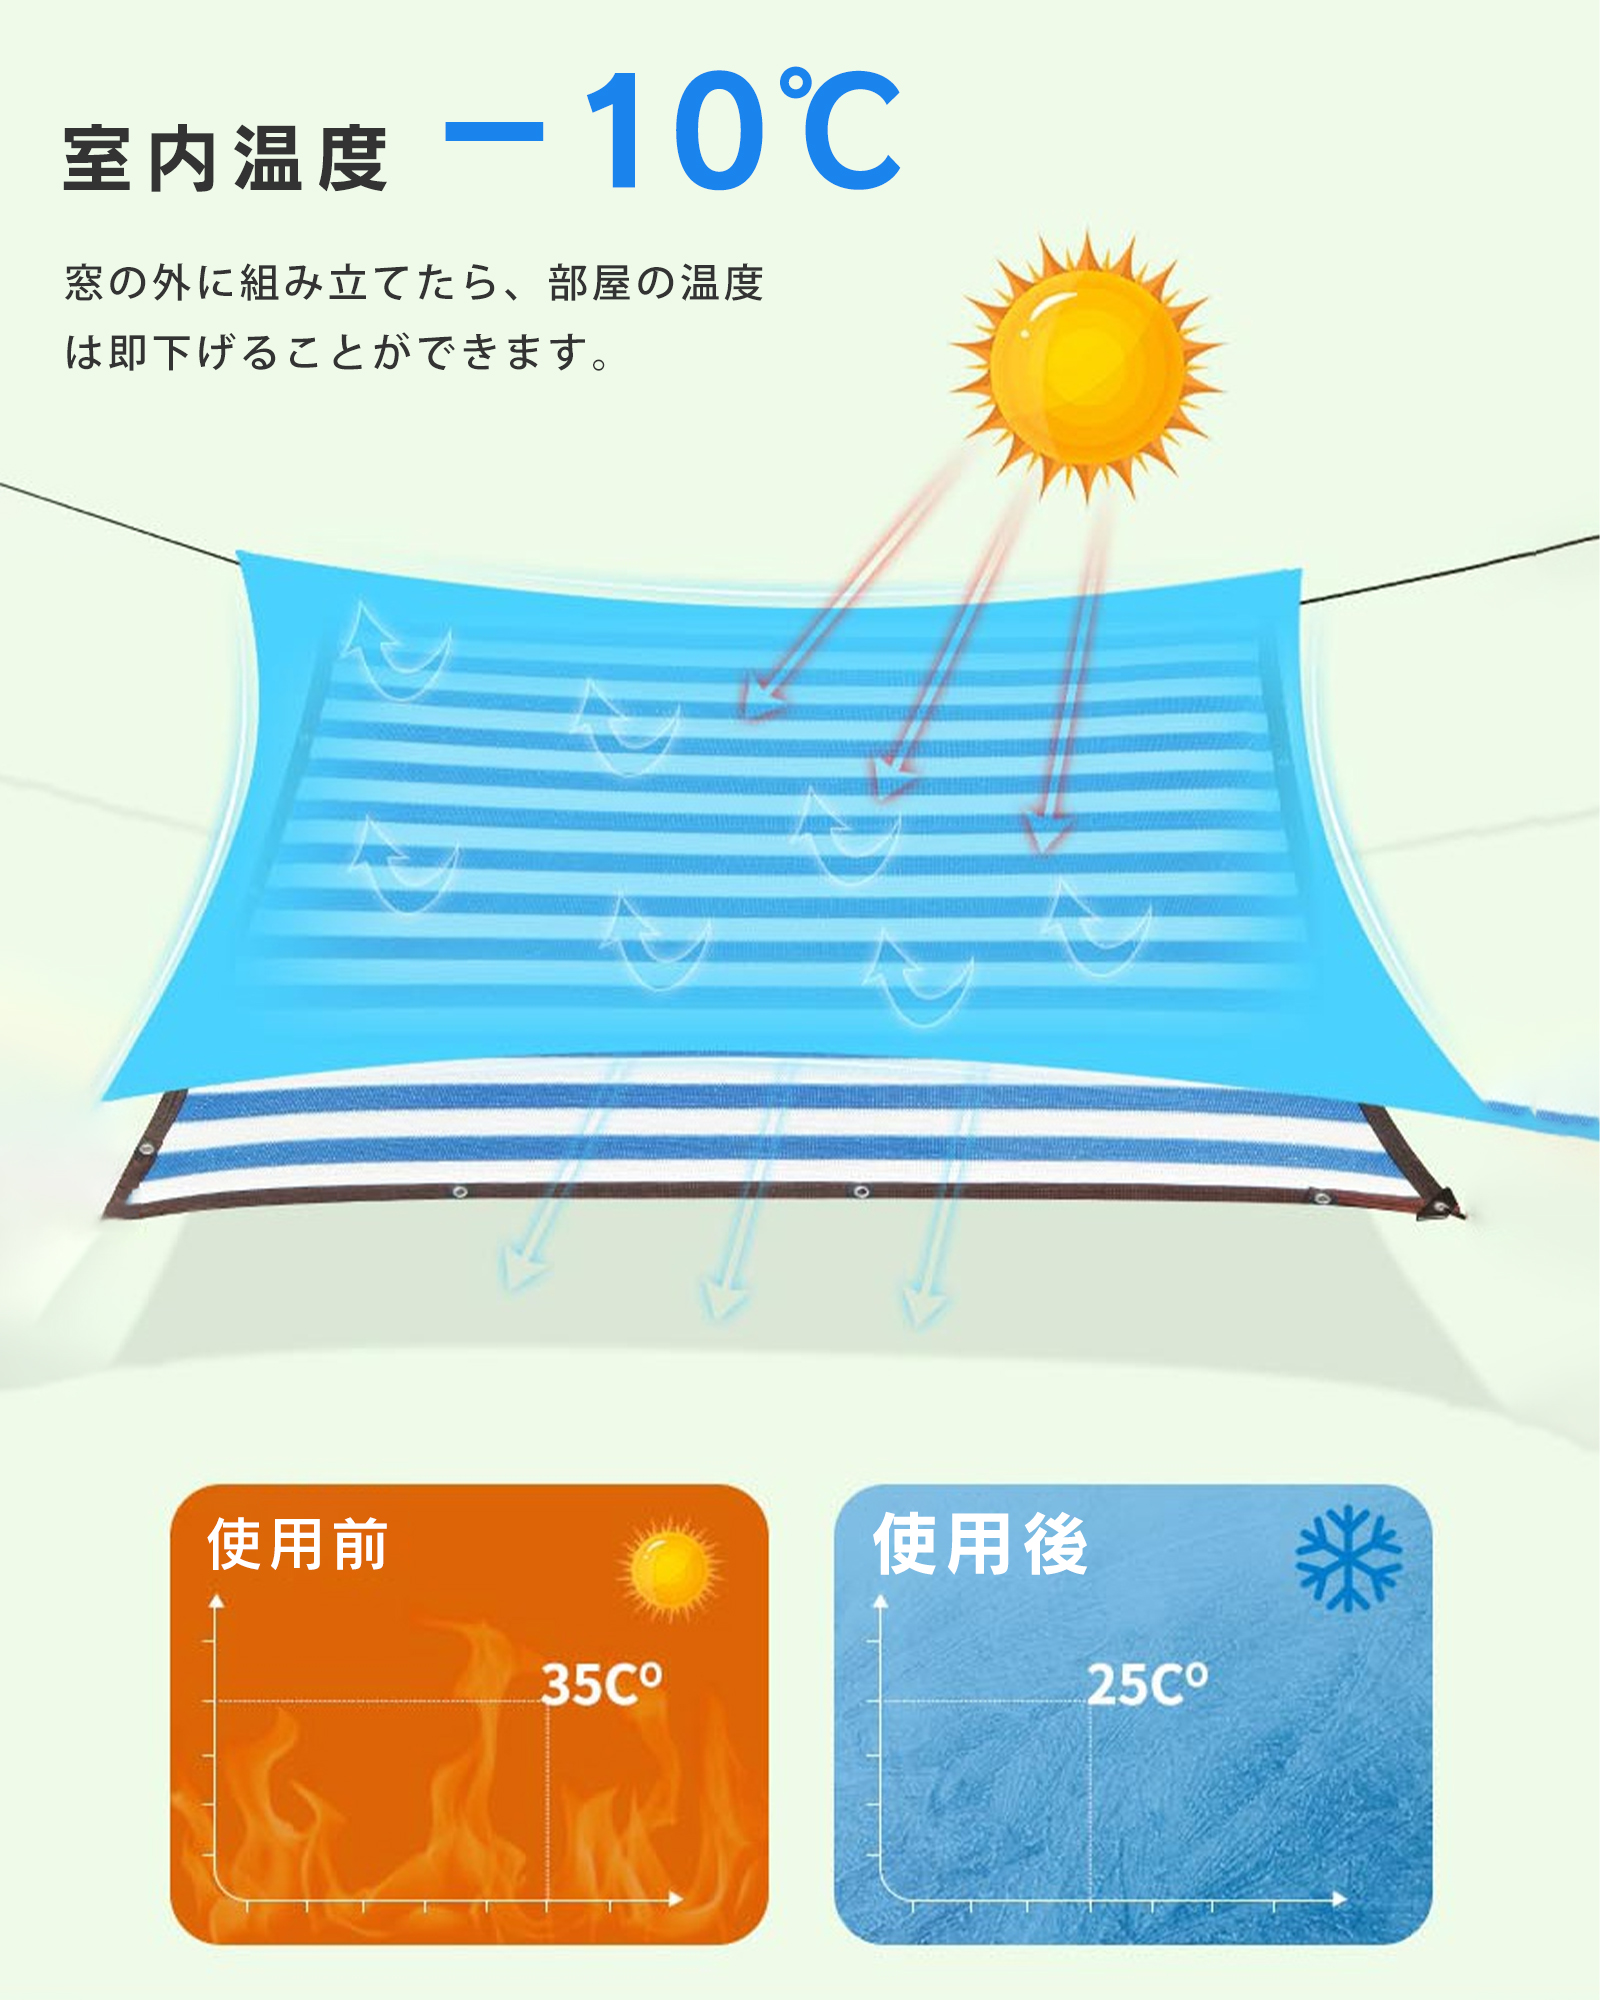 室内温度 −10℃
窓の外に組み立てたら、部屋の温度
は即下げることができます。
使用前
35Cº
使用後
25Cº